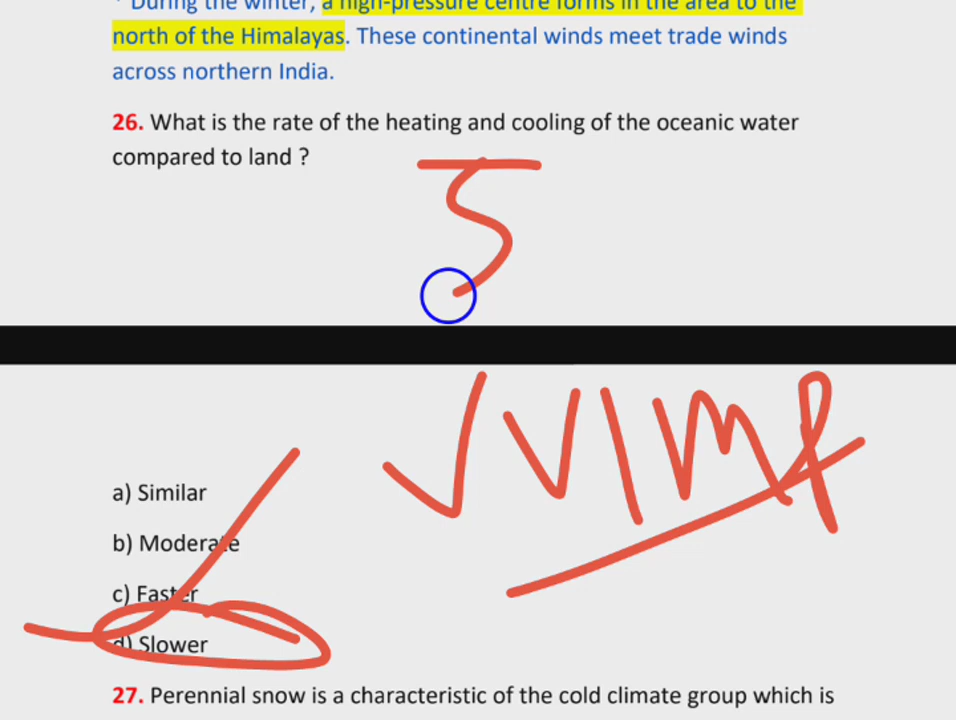 * During the winter, a high-pressure centre forms in the area to the
north of the Himalayas. These continental winds meet trade winds
across northern India.
26. What is the rate of the heating and cooling of the oceanic water
compared to land ?
VVImp
a) Similar
b) Moderate
c) Faster
d) Slower
27. Perennial snow is a characteristic of the cold climate group which is